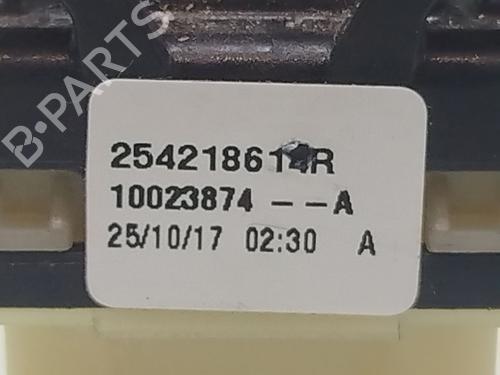 B-PARTS
254218614R
10023874 --A
25/10/17 02:30 A